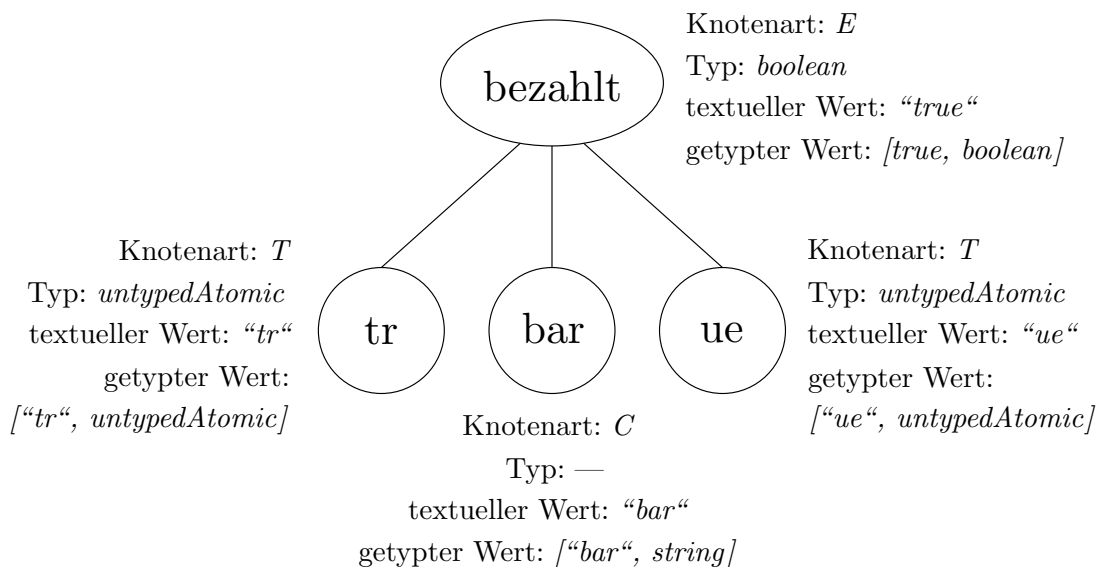 bezahlt
Knotenart: E
Typ: boolean
textueller Wert: “true“
getypter Wert: [true, boolean]
Knotenart: T
Typ: untypedAtomic
textueller Wert: “tr“
getypter Wert:
[“tr“, untypedAtomic]
tr
bar
ue
Knotenart: T
Typ: untypedAtomic
textueller Wert: “ue“
getypter Wert:
[“ue“, untypedAtomic]
Knotenart: C
Typ: —
textueller Wert: “bar“
getypter Wert: [“bar“, string]